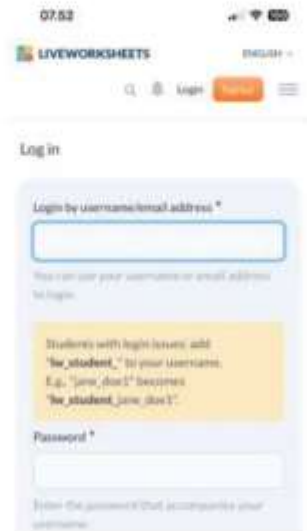 07.52
LIVEWORKSHEETS
ENGLISH
Login
Log in
Login by username/email address *
You can use your username or email address
to login.
Students with login issues: add
"lw_student_" to your username.
E.g., "jane_doe1" becomes
"lw_student_jane_doe1".
Password *
Enter the password that accompanies your
username.